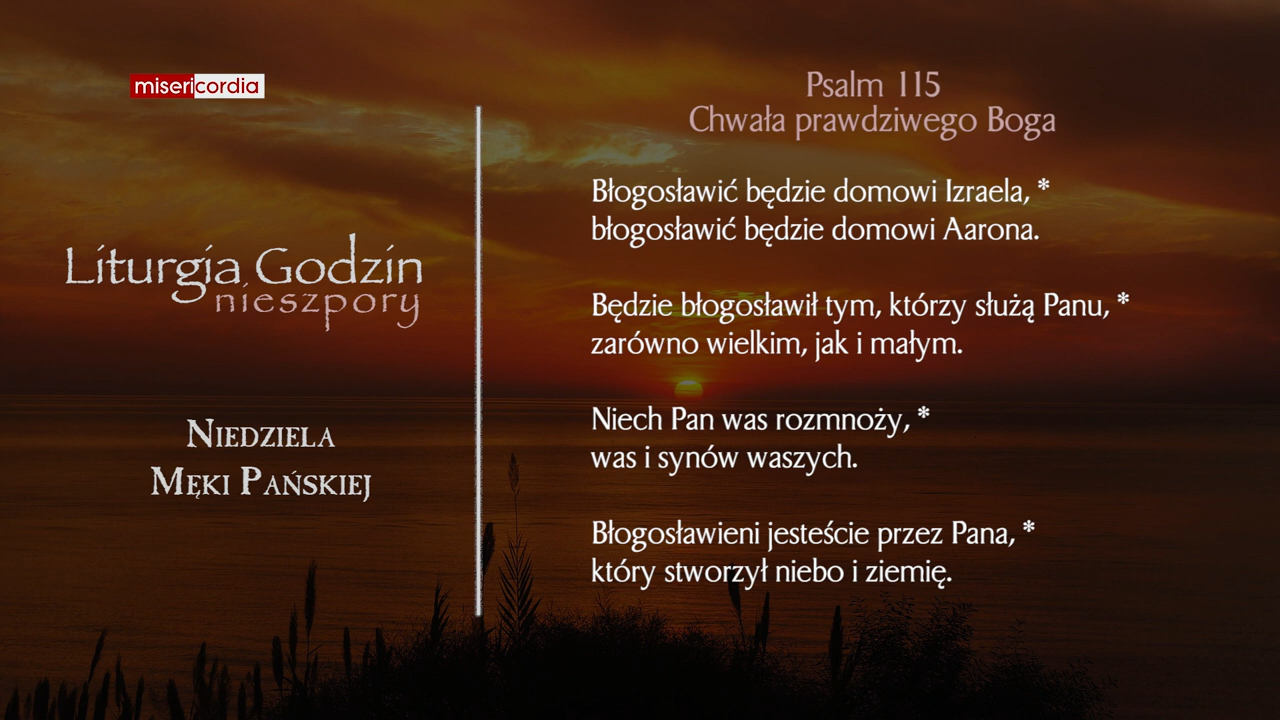 misericordia
Liturgia Godzin
nieszpory
Niedziela
Męki Pańskiej
Psalm 115
Chwała prawdziwego Boga
Błogosławić będzie domowi Izraela, *
błogosławić będzie domowi Aarona.
Będzie błogosławił tym, którzy służą Panu, *
zarówno wielkim, jak i małym.
Niech Pan was rozmnoży, *
was i synów waszych.
Błogosławieni jesteście przez Pana, *
który stworzył niebo i ziemię.